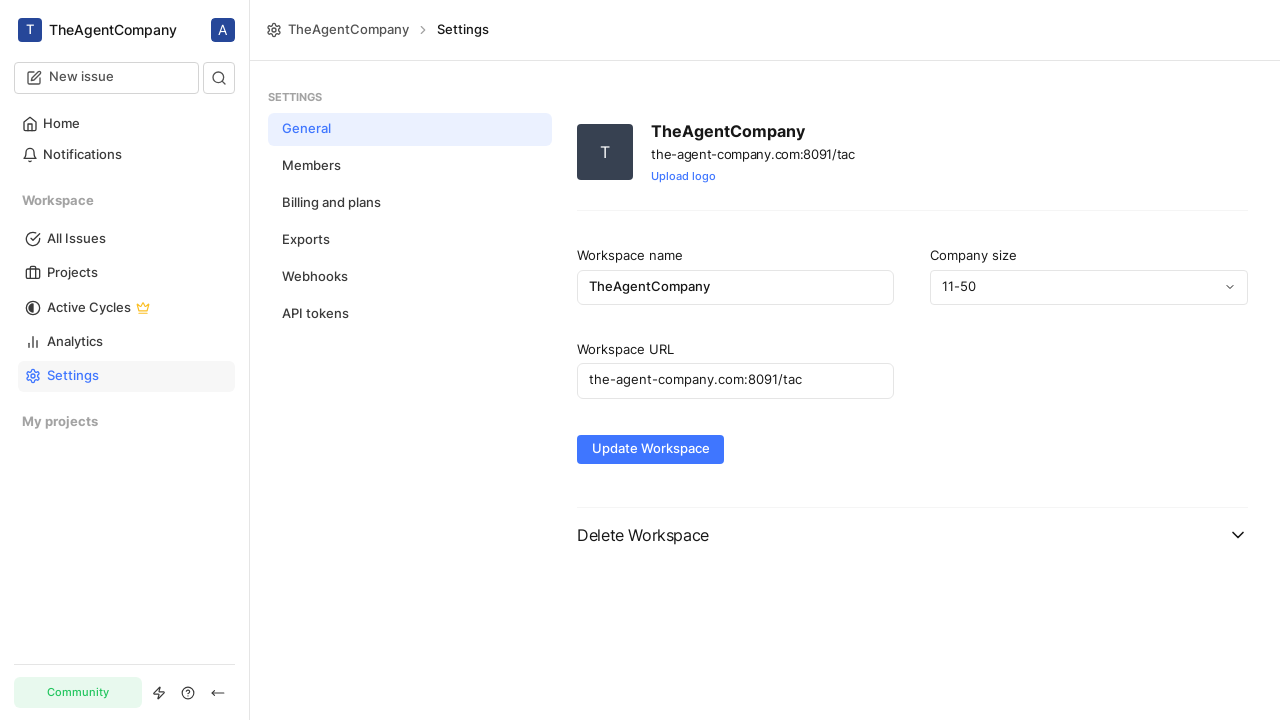 T TheAgentCompany A
New issue
Home
Notifications
Workspace
All Issues
Projects
Active Cycles
Analytics
Settings
My projects
Community
TheAgentCompany Settings
SETTINGS
General
Members
Billing and plans
Exports
Webhooks
API tokens
T
TheAgentCompany
the-agent-company.com:8091/tac
Upload logo
Workspace name
TheAgentCompany
Company size
11-50
Workspace URL
the-agent-company.com:8091/tac
Update Workspace
Delete Workspace